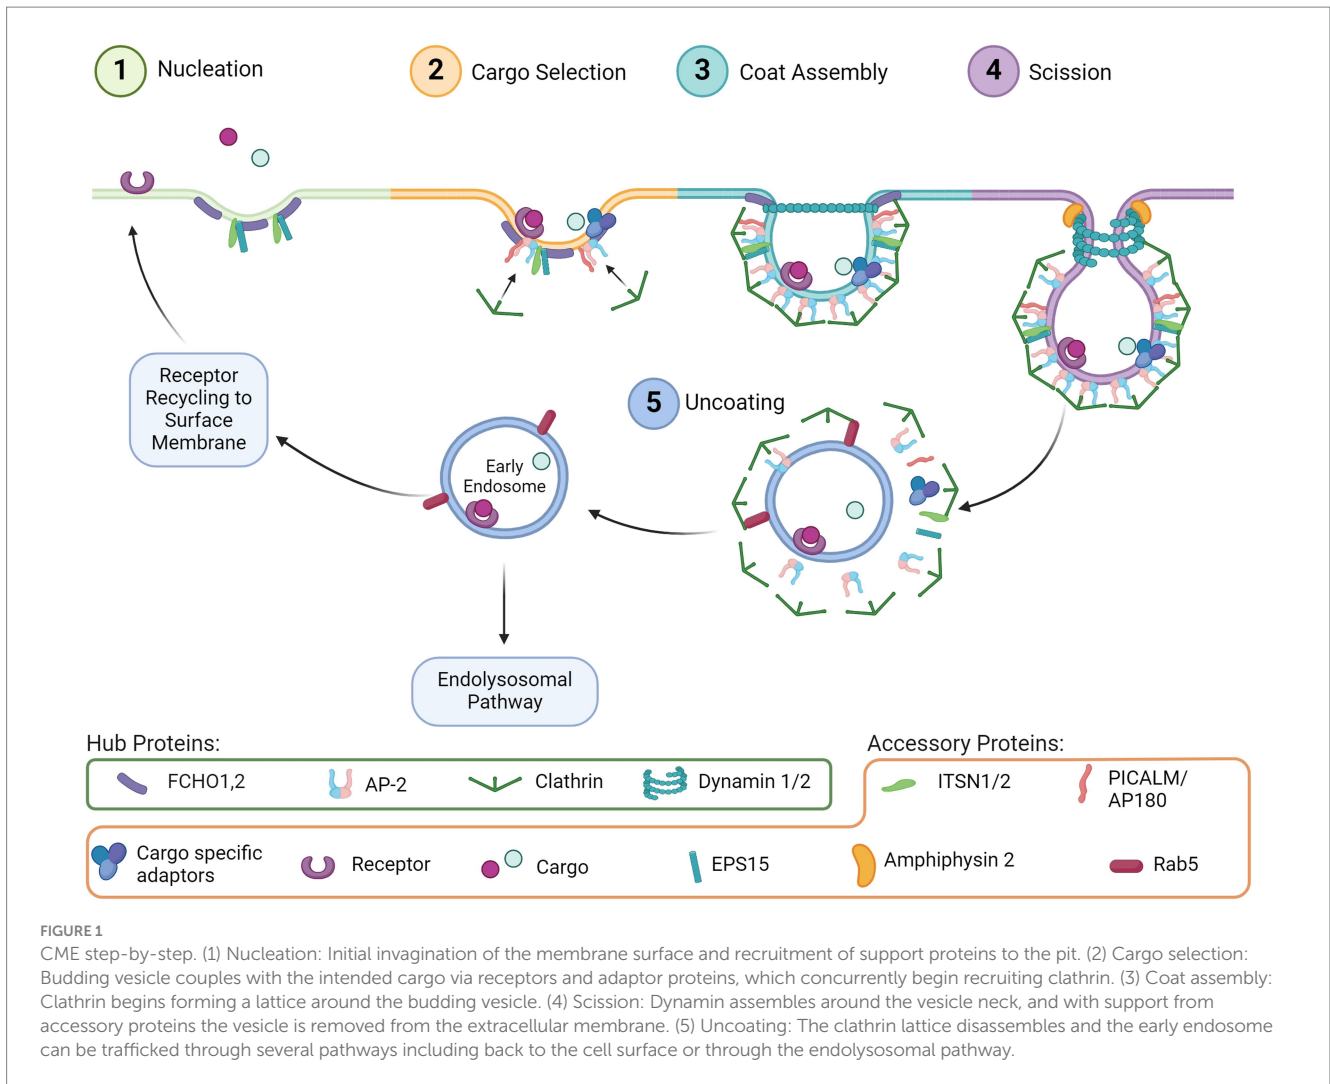 1 Nucleation
2 Cargo Selection
3 Coat Assembly
4 Scission
Receptor
Recycling to
Surface
Membrane
5 Uncoating
Early
Endosome
Endolysosomal
Pathway
Hub Proteins:
FCHO1,2
AP-2
Clathrin
Dynamin 1/2
Accessory Proteins:
ITSN1/2
PICALM/
AP180
Cargo specific
adaptors
Receptor
Cargo
EPS15
Amphiphysin 2
Rab5
FIGURE 1
CME step-by-step. (1) Nucleation: Initial invagination of the membrane surface and recruitment of support proteins to the pit. (2) Cargo selection:
Budding vesicle couples with the intended cargo via receptors and adaptor proteins, which concurrently begin recruiting clathrin. (3) Coat assembly:
Clathrin begins forming a lattice around the budding vesicle. (4) Scission: Dynamin assembles around the vesicle neck, and with support from
accessory proteins the vesicle is removed from the extracellular membrane. (5) Uncoating: The clathrin lattice disassembles and the early endosome
can be trafficked through several pathways including back to the cell surface or through the endolysosomal pathway.